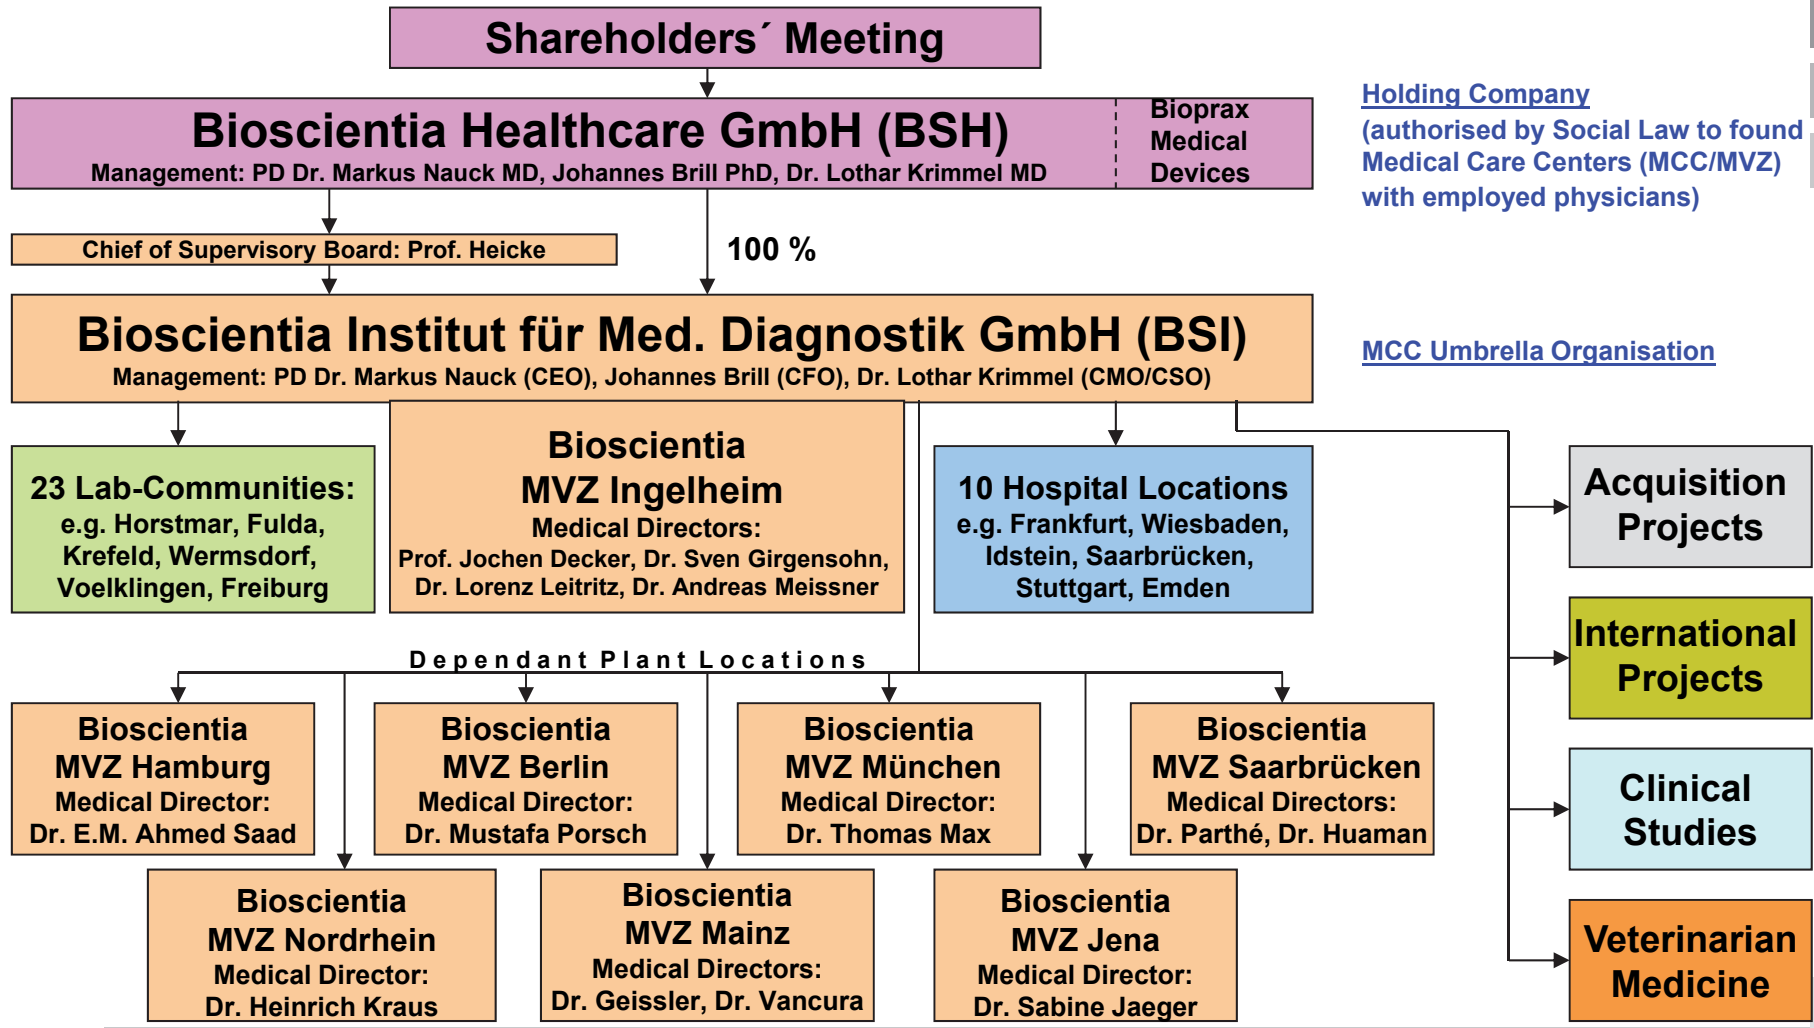 Shareholders´ Meeting
Bioscientia Healthcare GmbH (BSH)
Management: PD Dr. Markus Nauck MD, Johannes Brill PhD, Dr. Lothar Krimmel MD
Bioprax
Medical
Devices
Holding Company
(authorised by Social Law to found
Medical Care Centers (MCC/MVZ)
with employed physicians)
Chief of Supervisory Board: Prof. Heicke
100 %
Bioscientia Institut für Med. Diagnostik GmbH (BSI)
Management: PD Dr. Markus Nauck (CEO), Johannes Brill (CFO), Dr. Lothar Krimmel (CMO/CSO)
MCC Umbrella Organisation
23 Lab-Communities:
e.g. Horstmar, Fulda,
Krefeld, Wermsdorf,
Voelklingen, Freiburg
Bioscientia
MVZ Ingelheim
Medical Directors:
Prof. Jochen Decker, Dr. Sven Girgensohn,
Dr. Lorenz Leitritz, Dr. Andreas Meissner
10 Hospital Locations
e.g. Frankfurt, Wiesbaden,
Idstein, Saarbrücken,
Stuttgart, Emden
Acquisition
Projects
International
Projects
Clinical
Studies
Veterinarian
Medicine
Dependant Plant Locations
Bioscientia
MVZ Hamburg
Medical Director:
Dr. E.M. Ahmed Saad
Bioscientia
MVZ Berlin
Medical Director:
Dr. Mustafa Porsch
Bioscientia
MVZ München
Medical Director:
Dr. Thomas Max
Bioscientia
MVZ Saarbrücken
Medical Directors:
Dr. Parthé, Dr. Huaman
Bioscientia
MVZ Nordrhein
Medical Director:
Dr. Heinrich Kraus
Bioscientia
MVZ Mainz
Medical Directors:
Dr. Geissler, Dr. Vancura
Bioscientia
MVZ Jena
Medical Director:
Dr. Sabine Jaeger